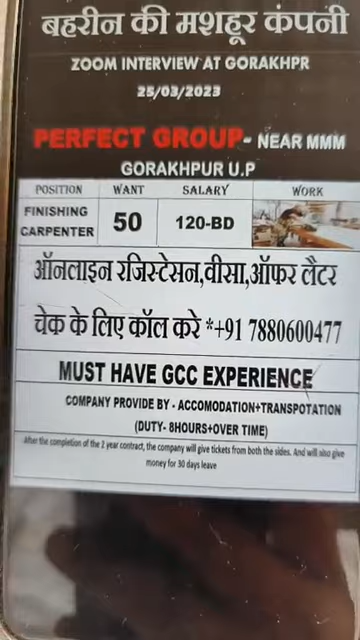 बहरीन की मशहूर कंपनी
ZOOM INTERVIEW AT GORAKHPR
25/03/2023
PERFECT GROUP- NEAR MMM
GORAKHPUR U.P
POSITION WANT SALARY WORK
FINISHING CARPENTER 50 120-BD
ऑनलाइन रजिस्टेसन,वीसा,ऑफर लैटर
चेक के लिए कॉल करे *+91 7880600477
MUST HAVE GCC EXPERIENCE
COMPANY PROVIDE BY - ACCOMODATION+TRANSPOTATION
(DUTY- 8HOURS+OVER TIME)
After the completion of the 2 year contract, the company will give tickets from both the sides. And will also give
money for 30 days leave